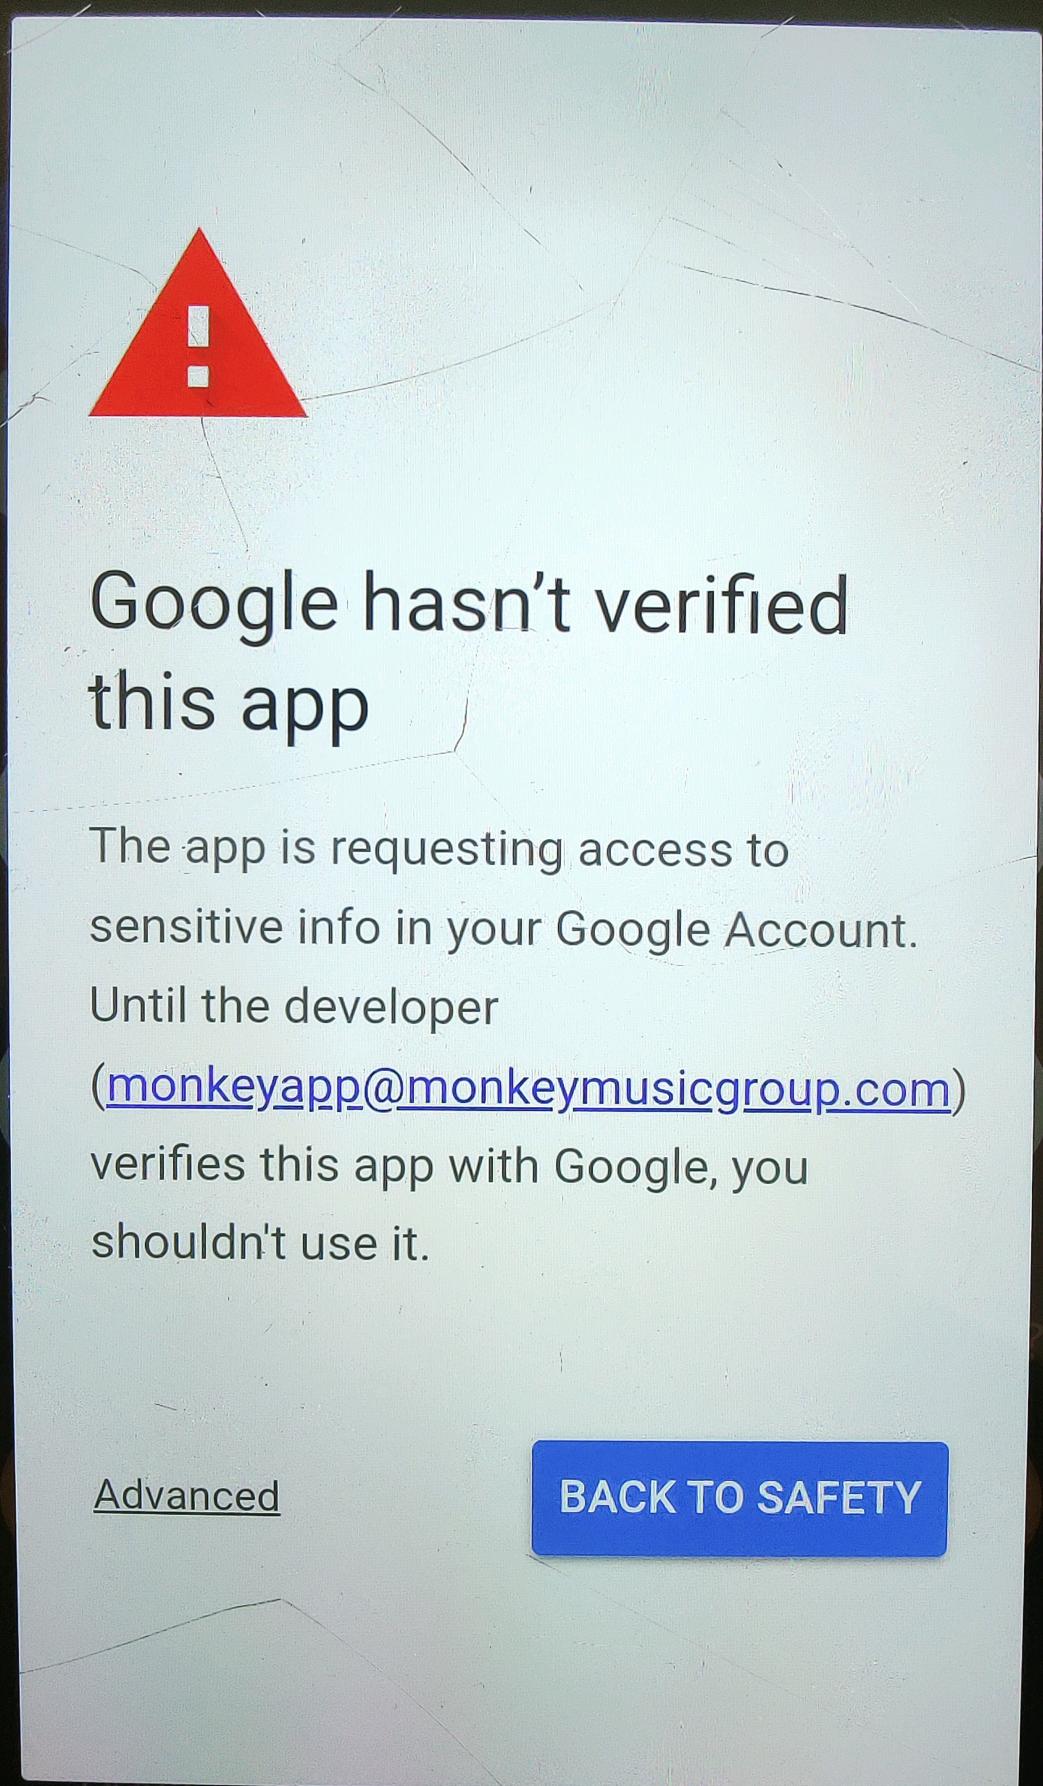 Google hasn’t verified
this app
The app is requesting access to
sensitive info in your Google Account.
Until the developer
(monkeyapp@monkeymusicgroup.com)
verifies this app with Google, you
shouldn't use it.
Advanced
BACK TO SAFETY